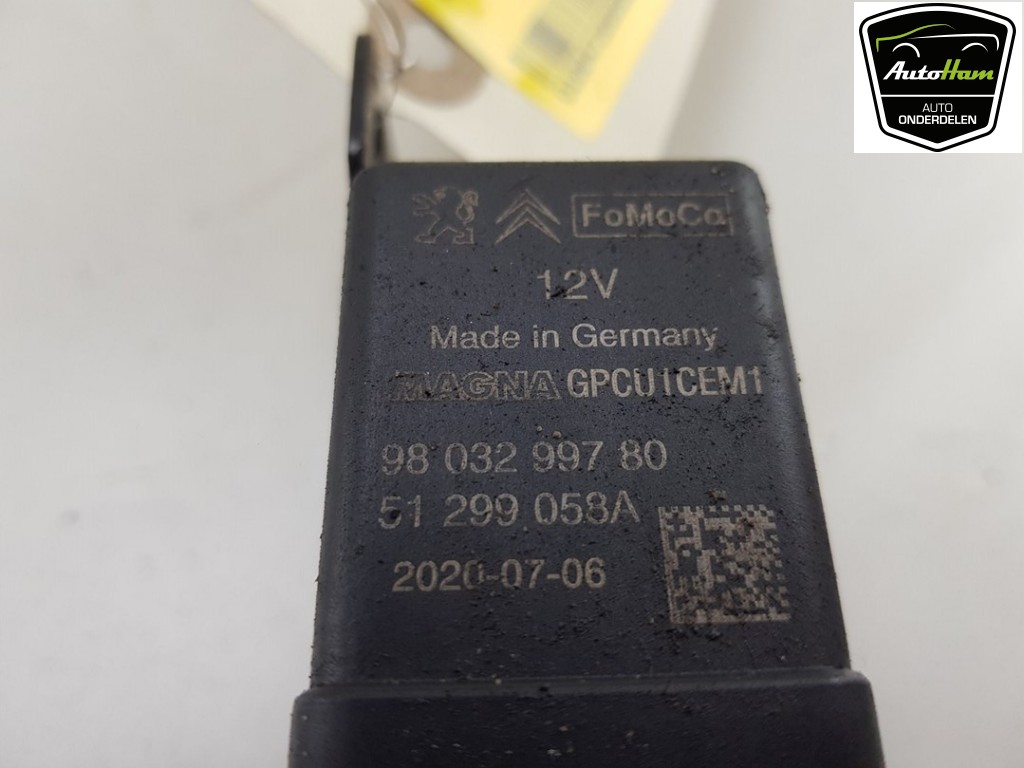 AutoHam
AUTO
ONDERDELEN
FoMoCo
12V
Made in Germany
MAGNA GPCU1CEM1
98 032 997 80
51 299 058A
2020-07-06